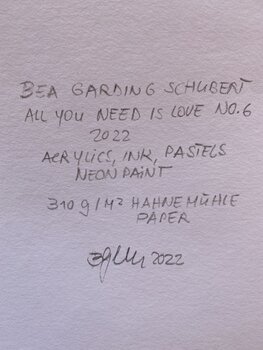 BEA GARDING SCHUBERT
ALL YOU NEED IS LOVE NO.6
2022
ACRYLICS, INK, PASTELS
NEON PAINT
310 g/M² HAHNEMÜHLE
PAPER
2022